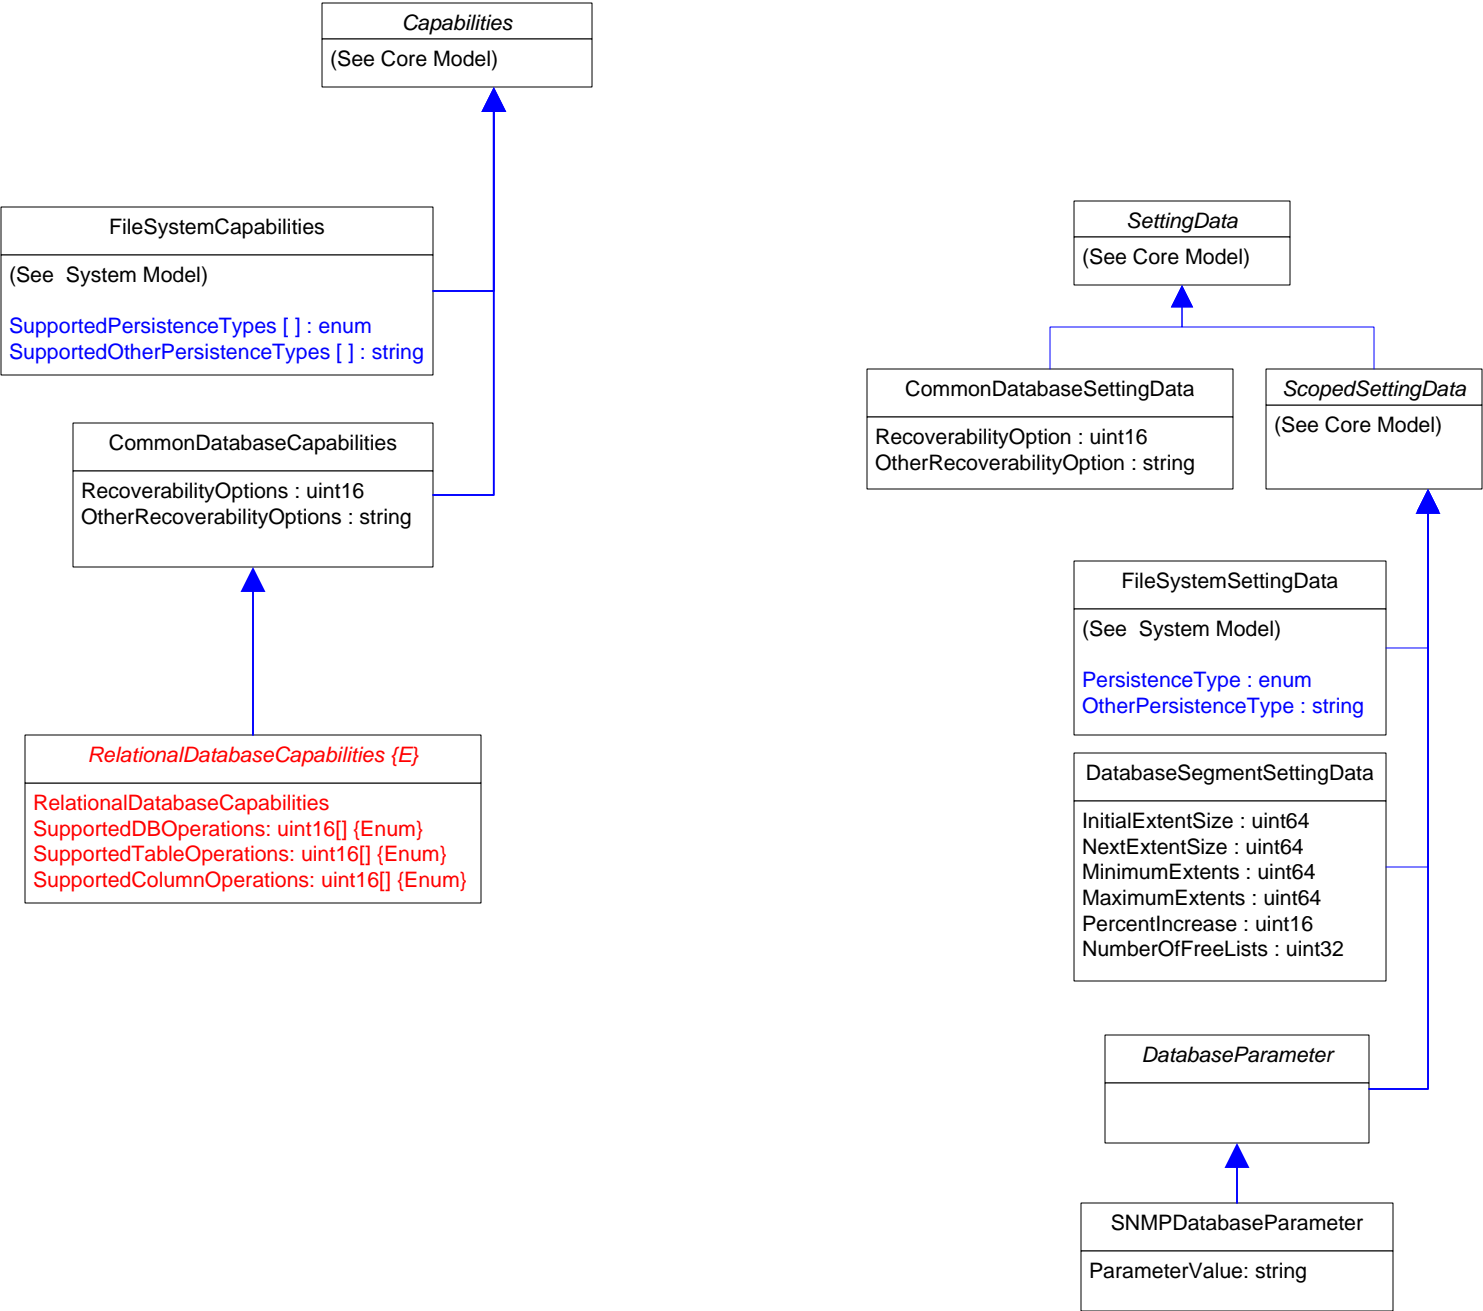 Capabilities
(See Core Model)
FileSystemCapabilities
(See  System Model)
SupportedPersistenceTypes [ ] : enum
SupportedOtherPersistenceTypes [ ] : string
CommonDatabaseCapabilities
RecoverabilityOptions : uint16
OtherRecoverabilityOptions : string
RelationalDatabaseCapabilities {E}
RelationalDatabaseCapabilities
SupportedDBOperations: uint16[] {Enum}
SupportedTableOperations: uint16[] {Enum}
SupportedColumnOperations: uint16[] {Enum}
SettingData
(See Core Model)
CommonDatabaseSettingData
RecoverabilityOption : uint16
OtherRecoverabilityOption : string
ScopedSettingData
(See Core Model)
FileSystemSettingData
(See  System Model)
PersistenceType : enum
OtherPersistenceType : string
DatabaseSegmentSettingData
InitialExtentSize : uint64
NextExtentSize : uint64
MinimumExtents : uint64
MaximumExtents : uint64
PercentIncrease : uint16
NumberOfFreeLists : uint32
DatabaseParameter
SNMPDatabaseParameter
ParameterValue: string